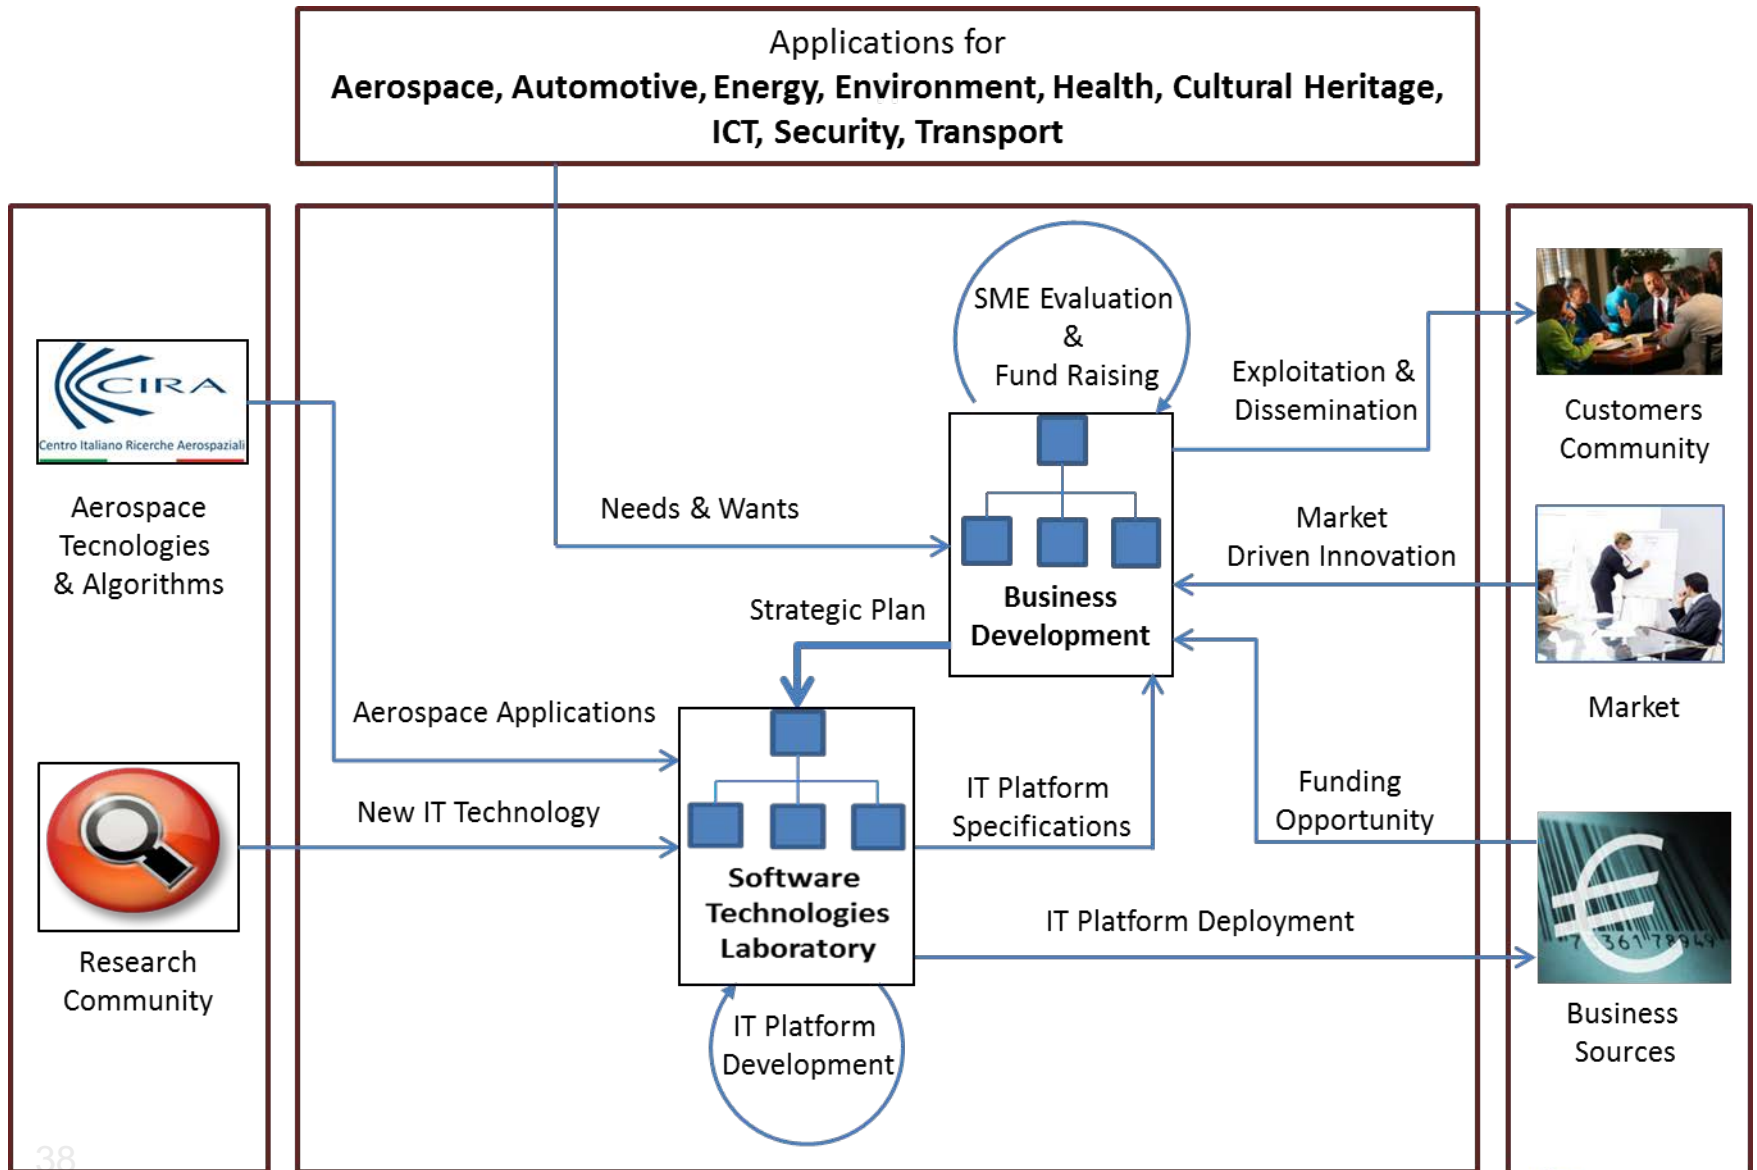 Applications for
Aerospace, Automotive, Energy, Environment, Health, Cultural Heritage,
ICT, Security, Transport
CIRA
Centro Italiano Ricerche Aerospaziali
Aerospace
Tecnologies
& Algorithms
Research
Community
38
SME Evaluation
&
Fund Raising
Exploitation &
Dissemination
Needs & Wants
Market
Driven Innovation
Business
Development
Strategic Plan
Aerospace Applications
New IT Technology
IT Platform
Specifications
Funding
Opportunity
Software
Technologies
Laboratory
IT Platform Deployment
IT Platform
Development
Customers
Community
Market
€
Business
Sources